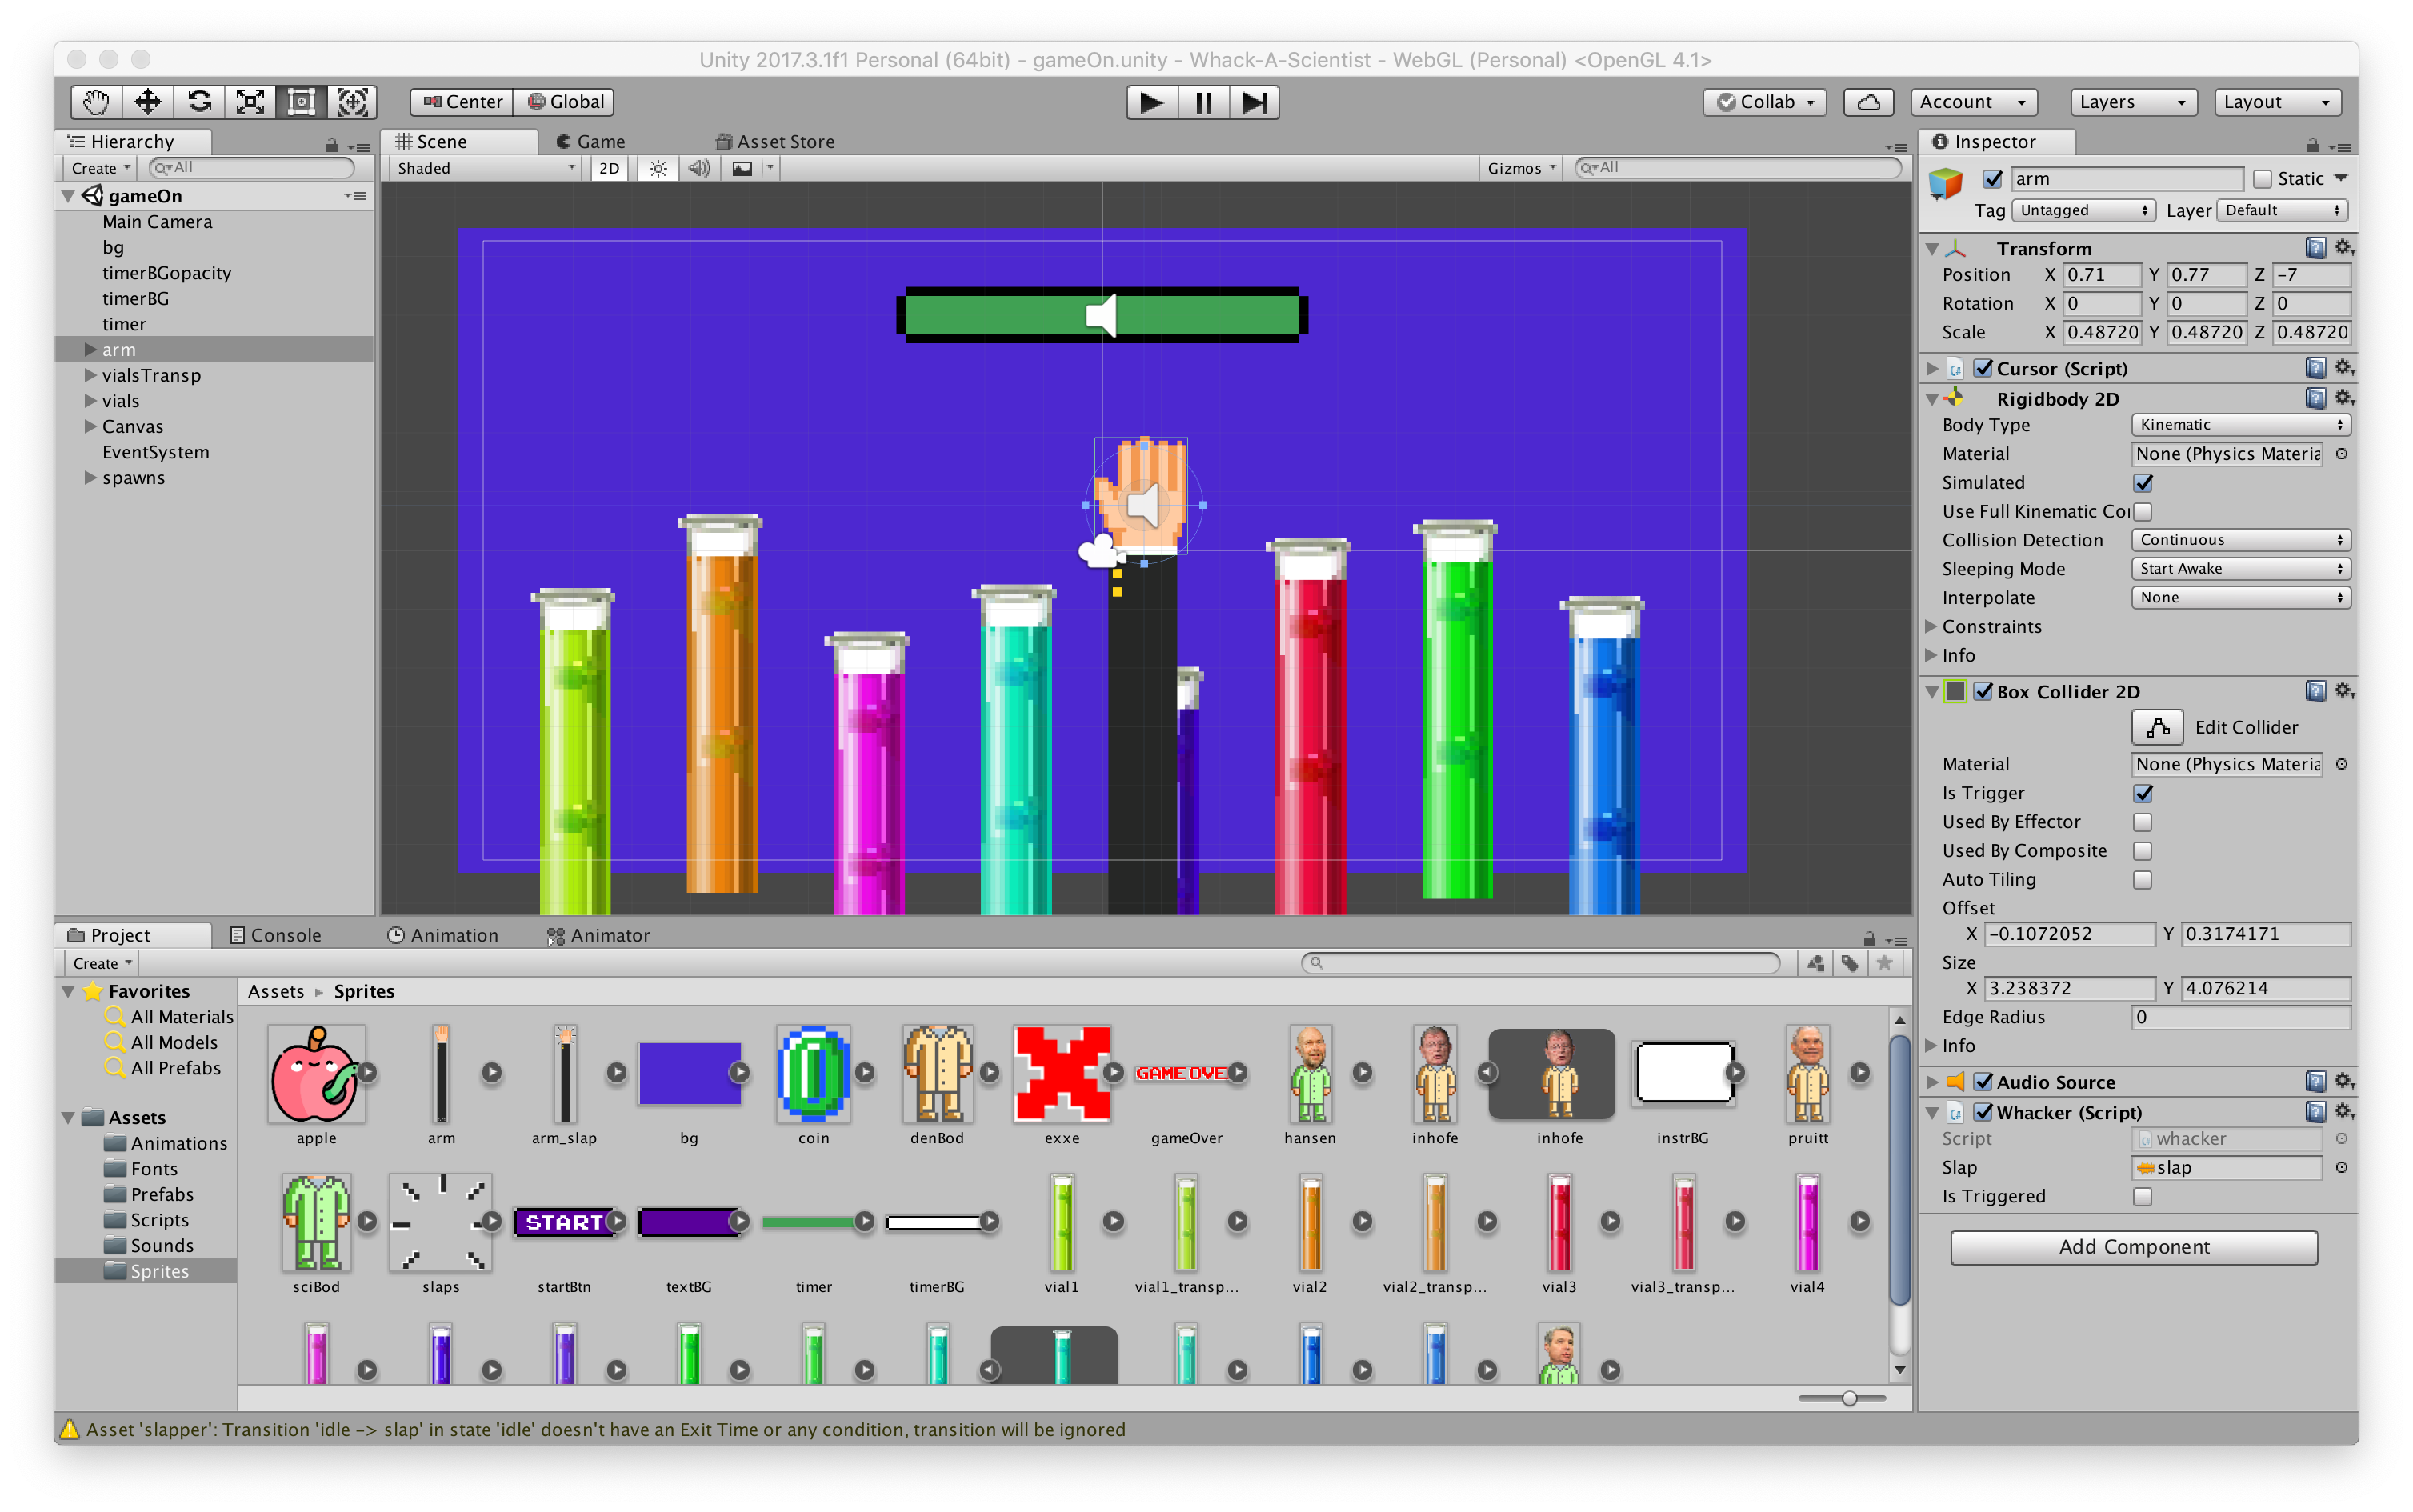 Unity 2017.3.1f1 Personal (64bit) - gameOn.unity - Whack-A-Scientist - WebGL (Personal) <OpenGL 4.1>
Center Global
Collab Account Layers Layout
Hierarchy
Create All
gameOn
Main Camera
bg
timerBGopacity
timerBG
timer
arm
vialsTransp
vials
Canvas
EventSystem
spawns
Scene Game Asset Store
Shaded 2D Gizmos All
Inspector
arm Static
Tag Untagged Layer Default
Transform
Position X 0.71 Y 0.77 Z -7
Rotation X 0 Y 0 Z 0
Scale X 0.48720 Y 0.48720 Z 0.48720
Cursor (Script)
Rigidbody 2D
Body Type Kinematic
Material None (Physics Materia
Simulated
Use Full Kinematic Co
Collision Detection Continuous
Sleeping Mode Start Awake
Interpolate None
Constraints
Info
Box Collider 2D
Edit Collider
Material None (Physics Materia
Is Trigger
Used By Effector
Used By Composite
Auto Tiling
Offset
X -0.1072052 Y 0.3174171
Size
X 3.238372 Y 4.076214
Edge Radius 0
Info
Audio Source
Whacker (Script)
Script whacker
Slap slap
Is Triggered
Add Component
Project Console Animation Animator
Create
Favorites
All Materials
All Models
All Prefabs
Assets
Animations
Fonts
Prefabs
Scripts
Sounds
Sprites
Assets Sprites
GAME OVE
apple arm arm_slap bg coin denBod exxe gameOver hansen inhofe inhofe instrBG pruitt
START
sciBod slaps startBtn textBG timer timerBG vial1 vial1_transp... vial2 vial2_transp... vial3 vial3_transp... vial4
Asset 'slapper': Transition 'idle -> slap' in state 'idle' doesn't have an Exit Time or any condition, transition will be ignored